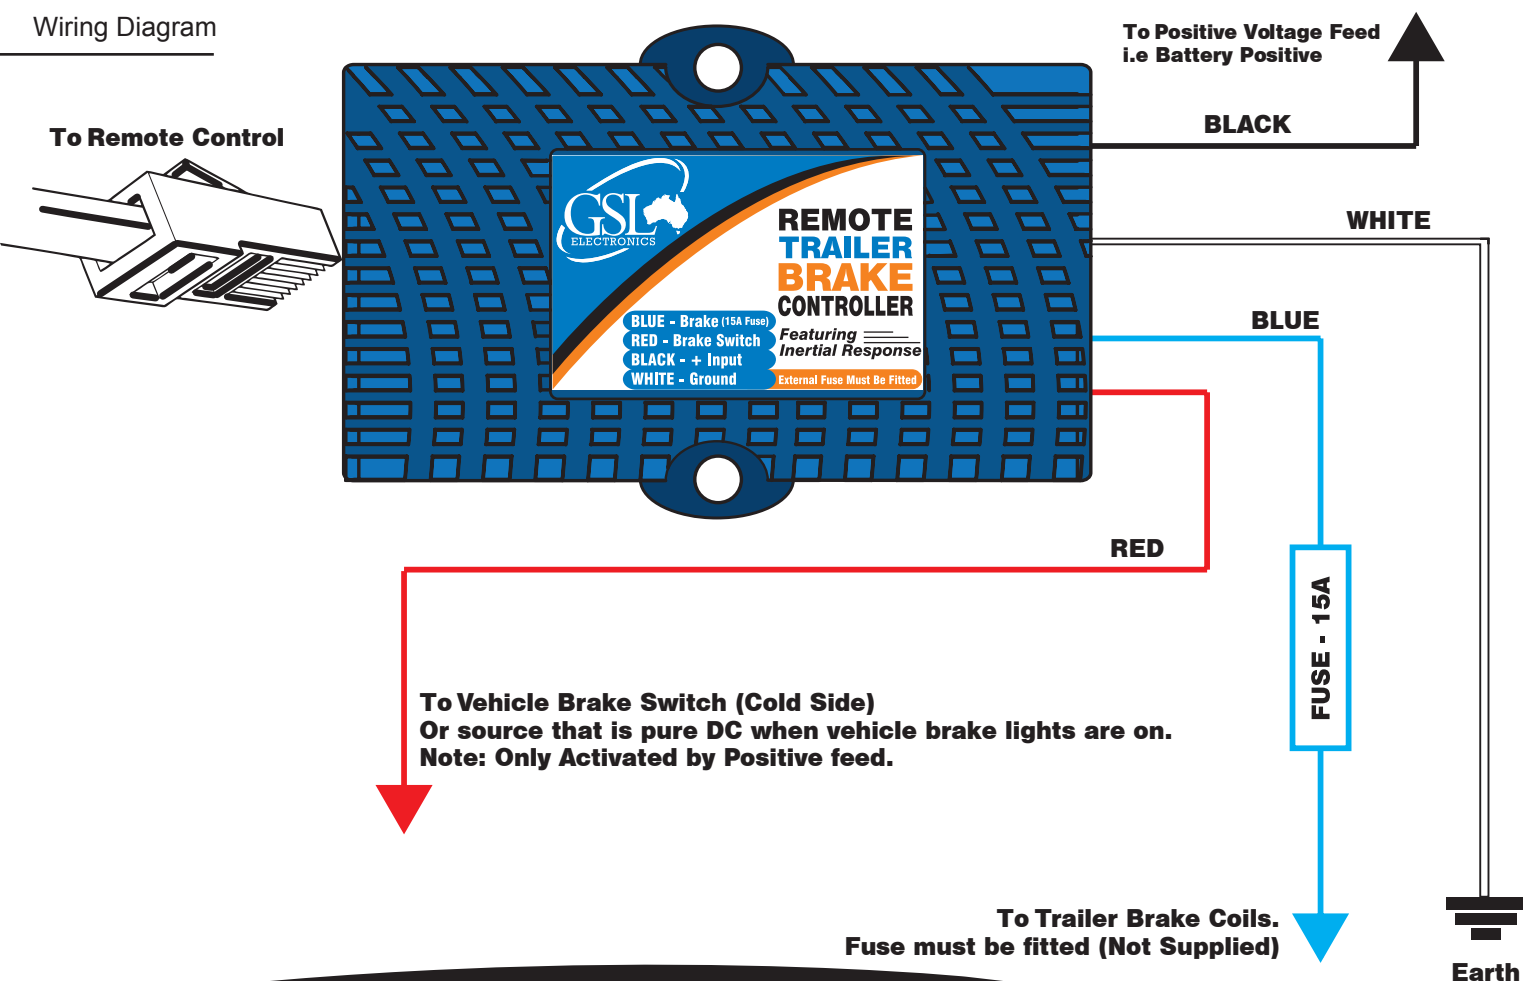 Wiring Diagram
To Positive Voltage Feed
i.e Battery Positive
BLACK
To Remote Control
WHITE
GSL
ELECTRONICS
REMOTE
TRAILER
BRAKE
CONTROLLER
Featuring
Inertial Response
BLUE - Brake (15A Fuse)
RED - Brake Switch
BLACK - + Input
WHITE - Ground
External Fuse Must Be Fitted
BLUE
RED
FUSE - 15A
To Vehicle Brake Switch (Cold Side)
Or source that is pure DC when vehicle brake lights are on.
Note: Only Activated by Positive feed.
To Trailer Brake Coils.
Fuse must be fitted (Not Supplied)
Earth